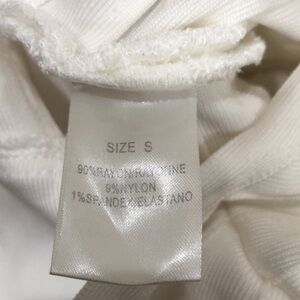 SIZE S
90%RAYON/RAYONNE
9%NYLON
1%SPANDEX/ELASTANO